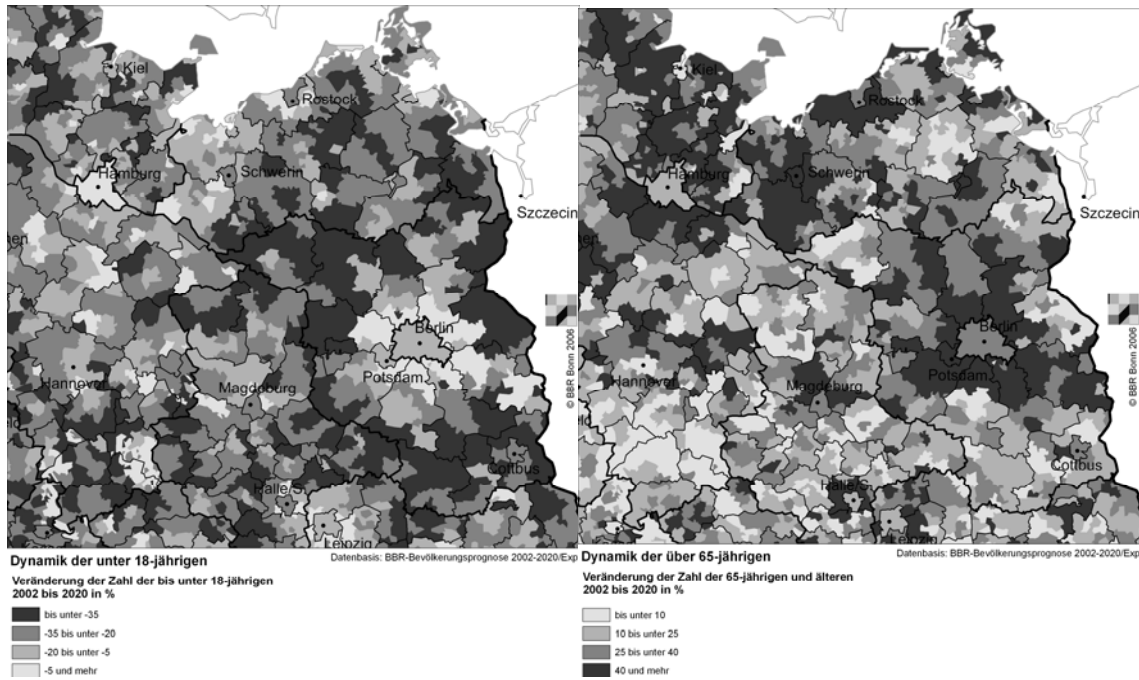 Kiel
Rostock
Hamburg
Schwerin
Szczecin
Berlin
Hannover
Potsdam
Magdeburg
Cottbus
Halle/S.
Leipzig
© BBR Bonn 2006
Datenbasis: BBR-Bevölkerungsprognose 2002-2020/Exp
Dynamik der unter 18-jährigen
Veränderung der Zahl der bis unter 18-jährigen
2002 bis 2020 in %
bis unter -35
-35 bis unter -20
-20 bis unter -5
-5 und mehr
Kiel
Rostock
Hamburg
Schwerin
Szczecin
Berlin
Hannover
Potsdam
Magdeburg
Cottbus
Halle/S.
Leipzig
© BBR Bonn 2006
Datenbasis: BBR-Bevölkerungsprognose 2002-2020/Exp
Dynamik der über 65-jährigen
Veränderung der Zahl der 65-jährigen und älteren
2002 bis 2020 in %
bis unter 10
10 bis unter 25
25 bis unter 40
40 und mehr